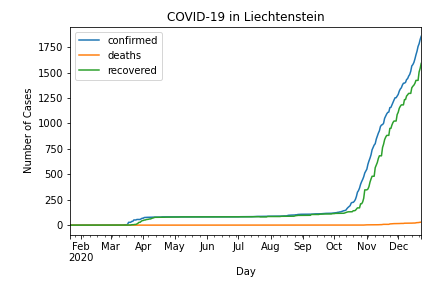 COVID-19 in Liechtenstein
confirmed
deaths
recovered
Number of Cases
1750
1500
1250
1000
750
500
250
0
Feb Mar Apr May Jun Jul Aug Sep Oct Nov Dec
2020
Day